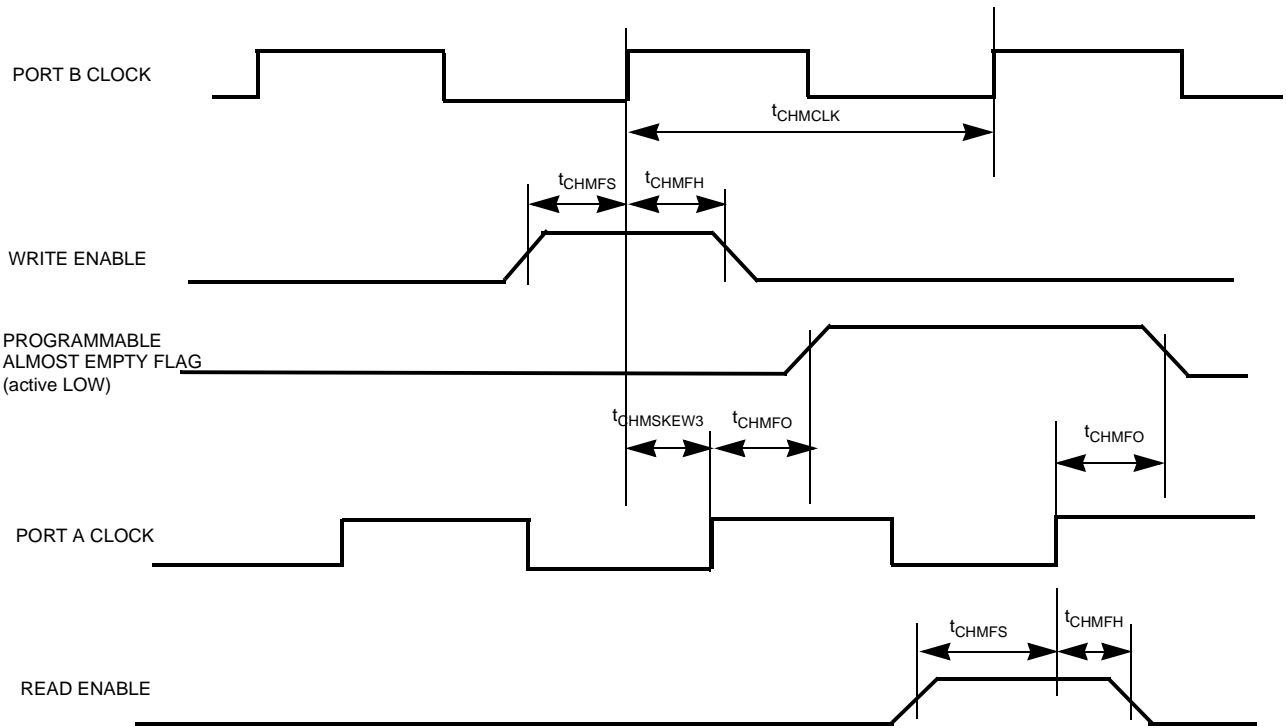 PORT B CLOCK
tCHMCLK
tCHMFS
tCHMFH
WRITE ENABLE
PROGRAMMABLE
ALMOST EMPTY FLAG
(active LOW)
tCHMSKEW3
tCHMFO
tCHMFO
PORT A CLOCK
tCHMFS
tCHMFH
READ ENABLE